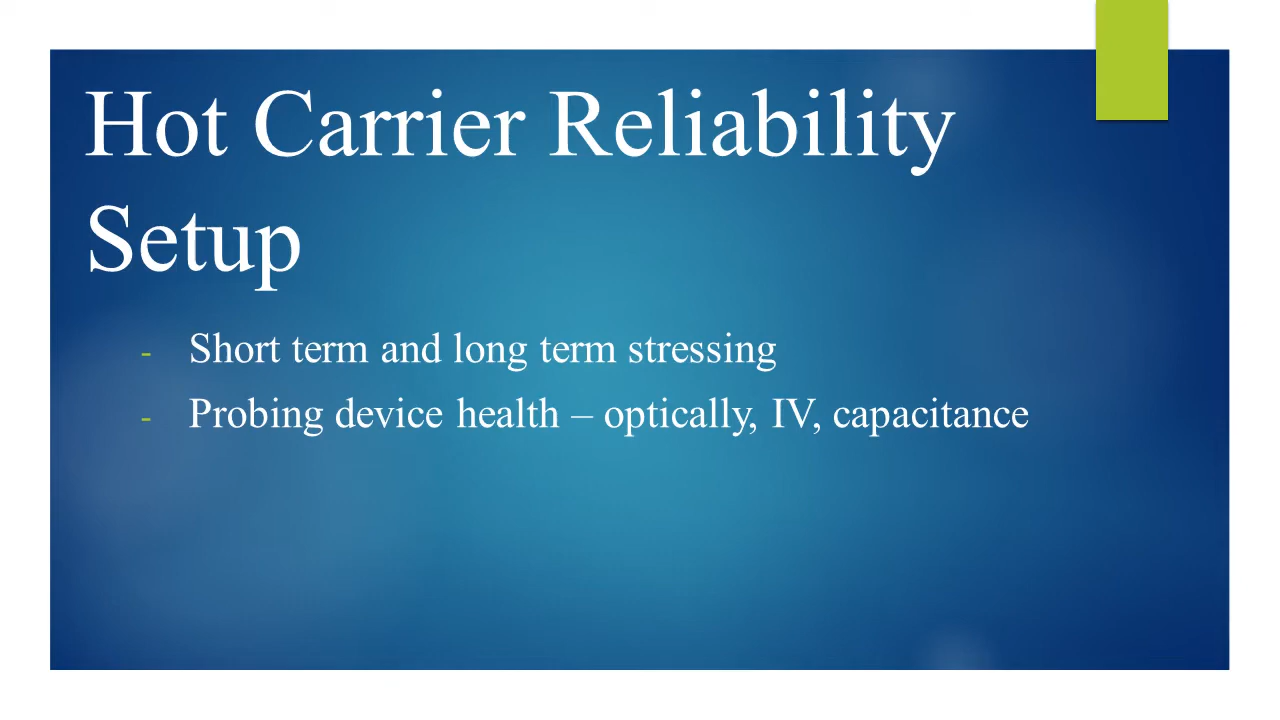 Hot Carrier Reliability
Setup
- Short term and long term stressing
- Probing device health – optically, IV, capacitance